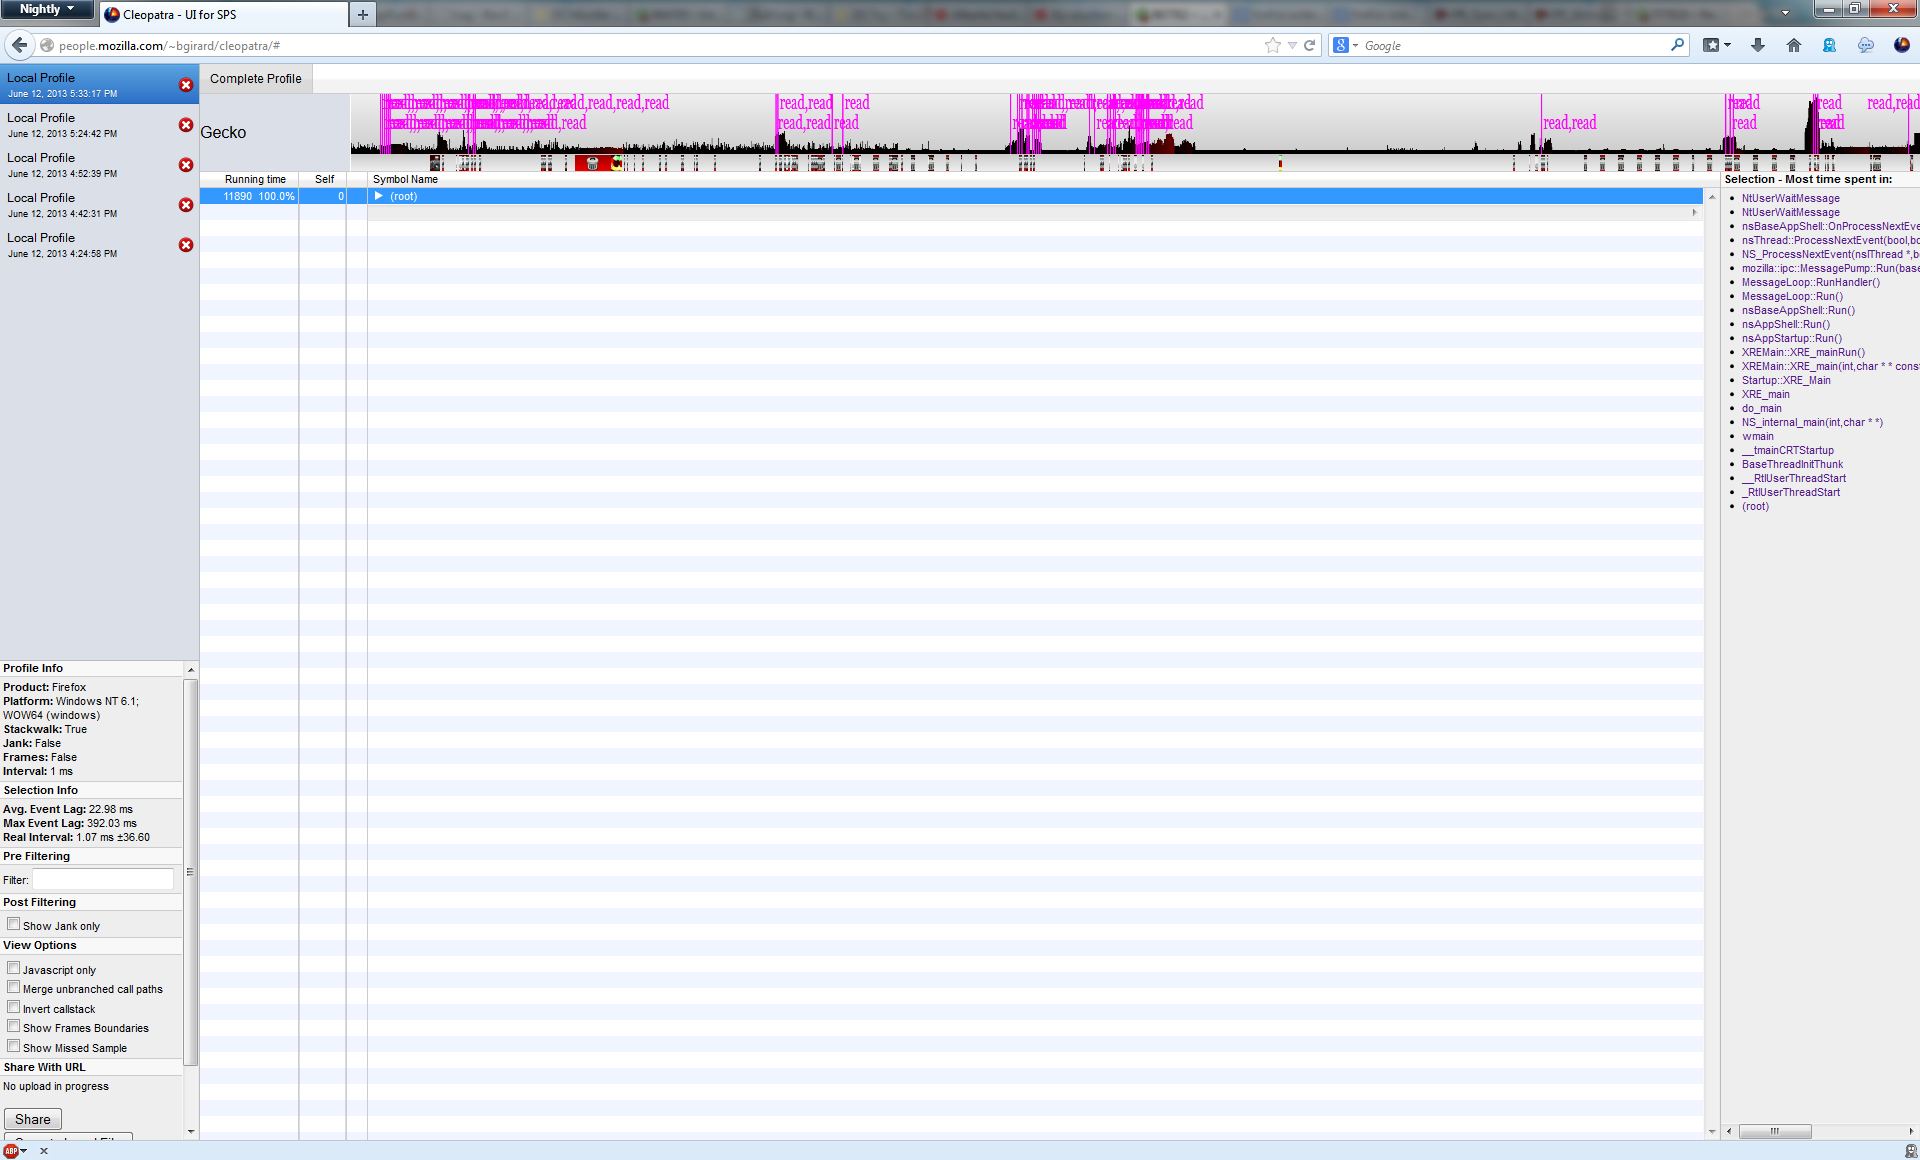 Nightly
Cleopatra - UI for SPS
people.mozilla.com/~bgirard/cleopatra/#
Google
Local Profile
June 12, 2013 5:33:17 PM
Local Profile
June 12, 2013 5:24:42 PM
Local Profile
June 12, 2013 4:52:39 PM
Local Profile
June 12, 2013 4:42:31 PM
Local Profile
June 12, 2013 4:24:58 PM
Complete Profile
Gecko
read,read,read,read
read,read
read
read
read
read,read
read
read,read
read,read,read
read
read
read,read
read
Running time
Self
Symbol Name
11890 100.0%
0
(root)
Selection - Most time spent in:
NtUserWaitMessage
NtUserWaitMessage
nsBaseAppShell::OnProcessNextEve
nsThread::ProcessNextEvent(bool,bo
NS_ProcessNextEvent(nsIThread *,b
mozilla::ipc::MessagePump::Run(base
MessageLoop::RunHandler()
MessageLoop::Run()
nsBaseAppShell::Run()
nsAppShell::Run()
nsAppStartup::Run()
XREMain::XRE_mainRun()
XREMain::XRE_main(int,char * * cons
Startup::XRE_Main
XRE_main
do_main
NS_internal_main(int,char * *)
wmain
__tmainCRTStartup
BaseThreadInitThunk
__RtlUserThreadStart
_RtlUserThreadStart
(root)
Profile Info
Product: Firefox
Platform: Windows NT 6.1;
WOW64 (windows)
Stackwalk: True
Jank: False
Frames: False
Interval: 1 ms
Selection Info
Avg. Event Lag: 22.98 ms
Max Event Lag: 392.03 ms
Real Interval: 1.07 ms ±36.60
Pre Filtering
Filter:
Post Filtering
Show Jank only
View Options
Javascript only
Merge unbranched call paths
Invert callstack
Show Frames Boundaries
Show Missed Sample
Share With URL
No upload in progress
Share
ABP